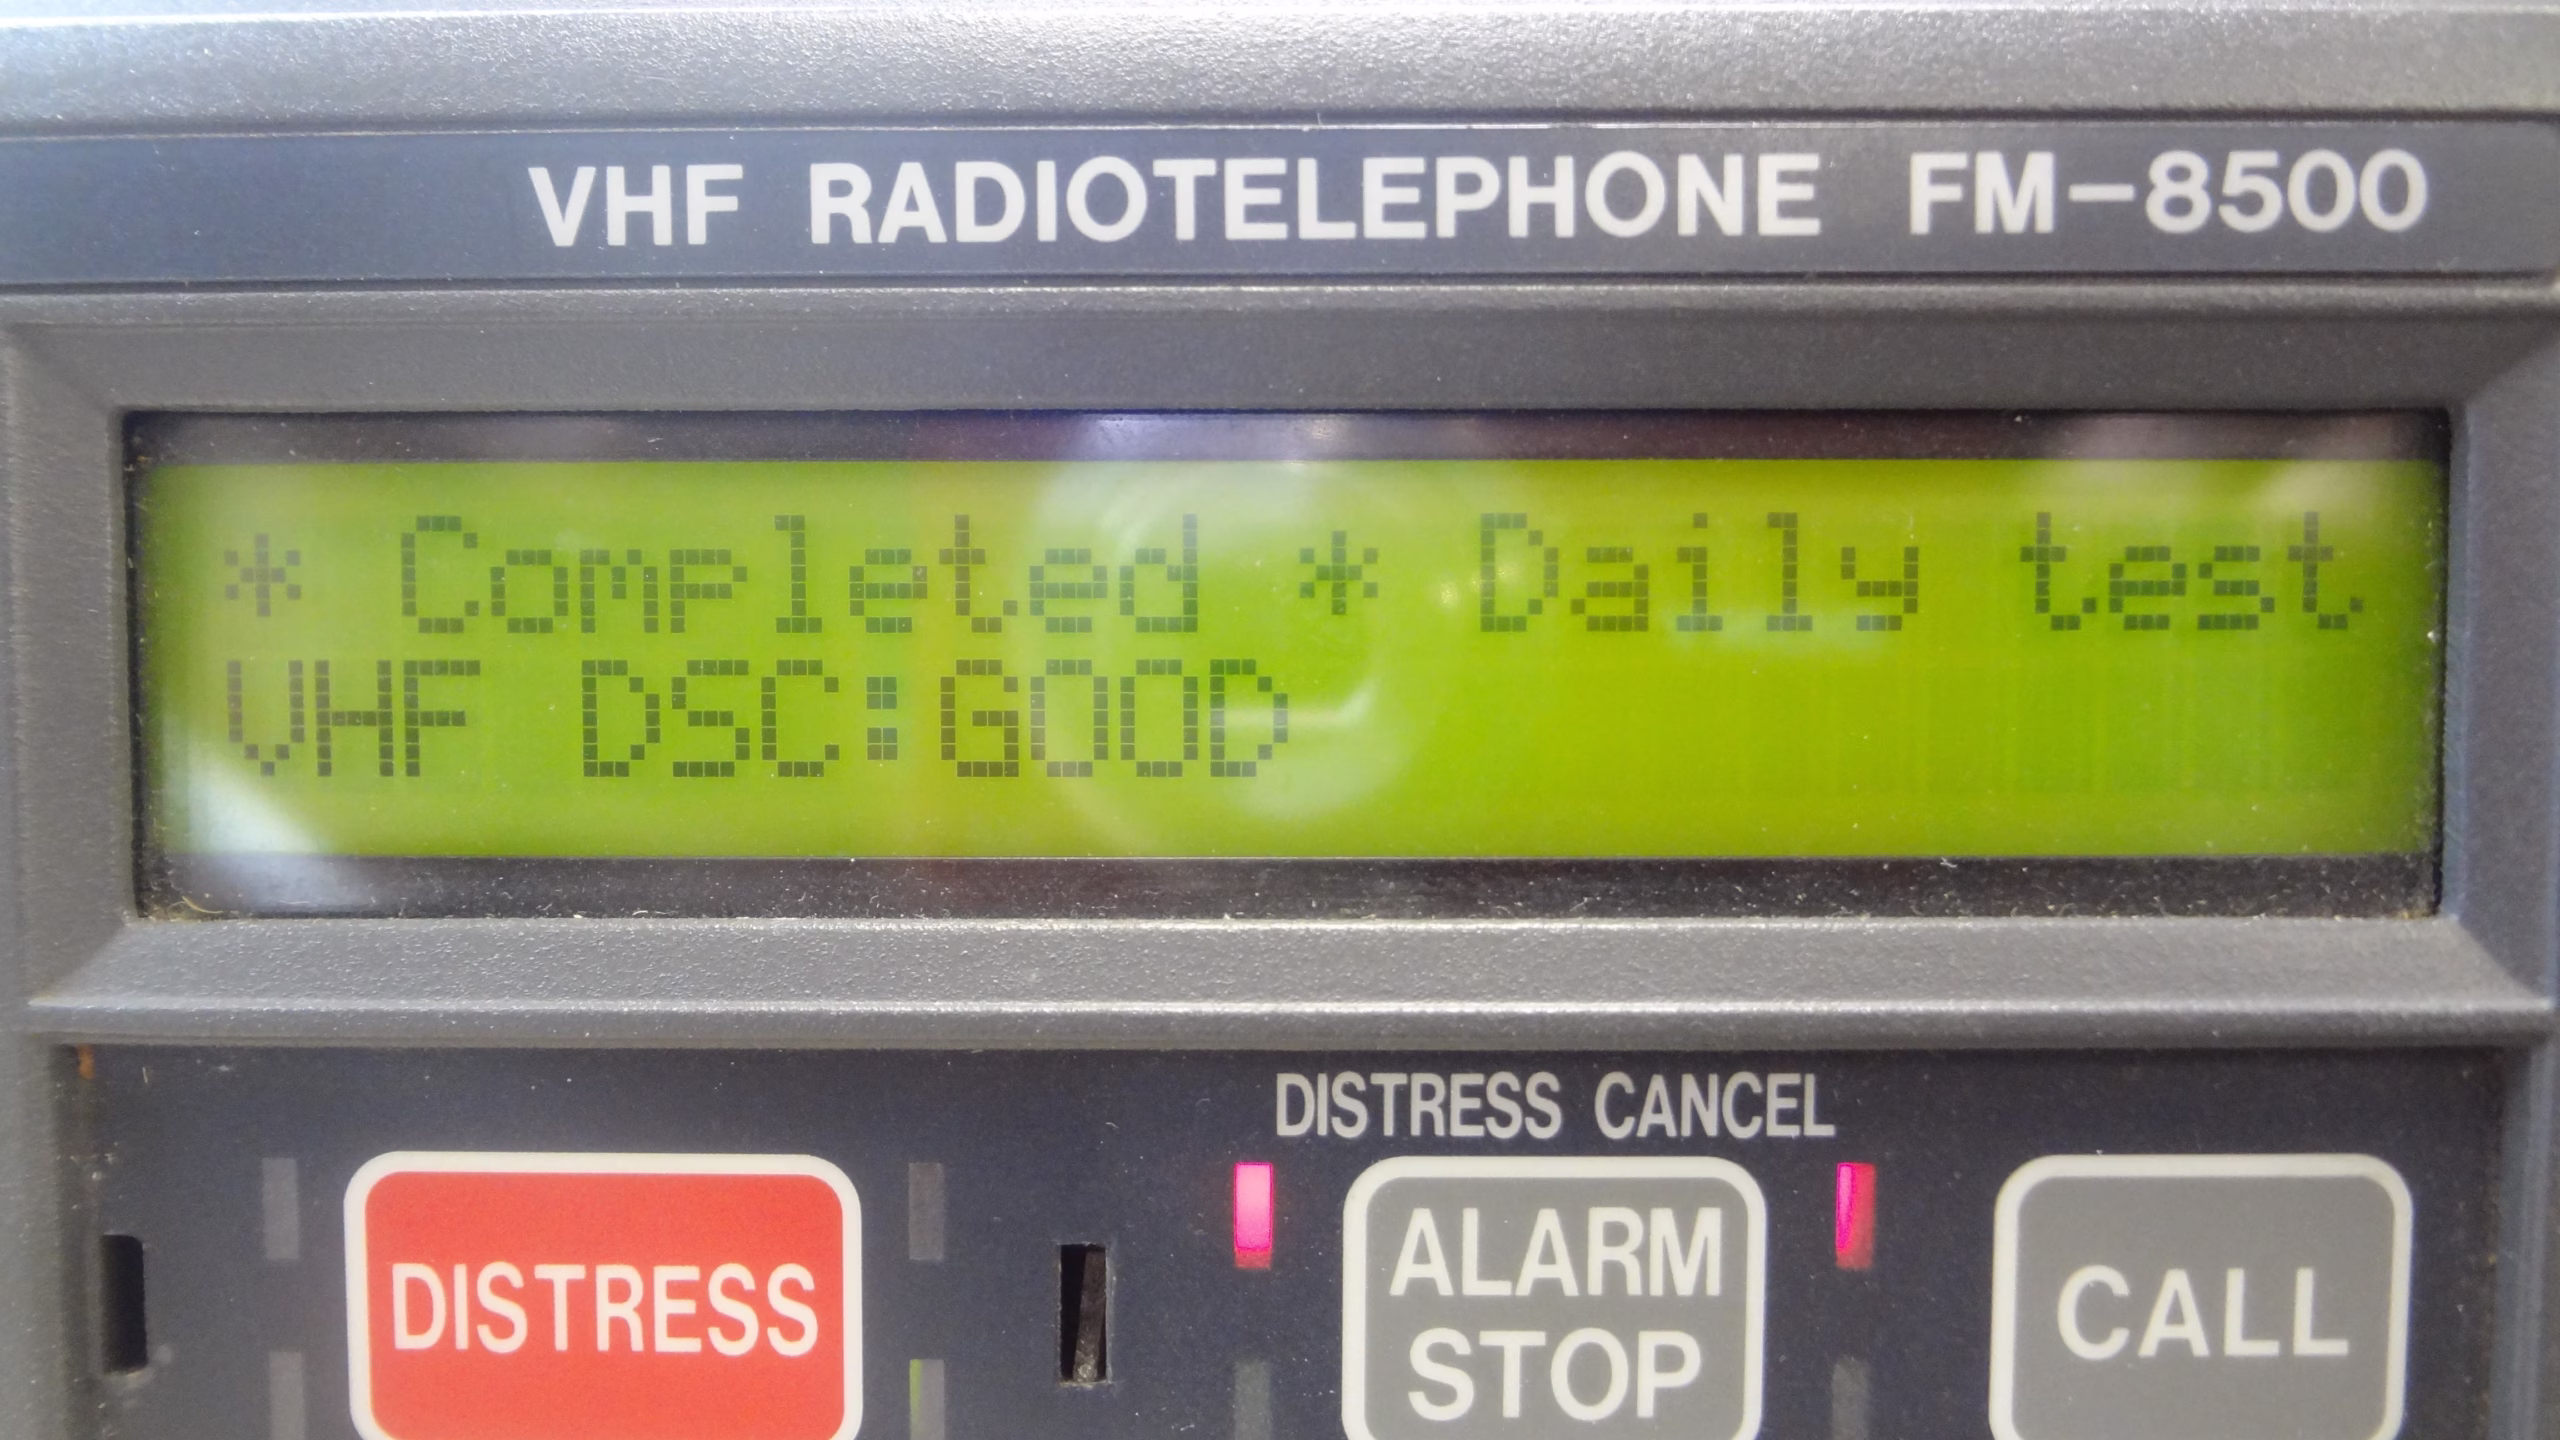 VHF RADIOTELEPHONE FM-8500
* Completed * Daily test
VHF DSC:GOOD
DISTRESS CANCEL
DISTRESS
ALARM
STOP
CALL